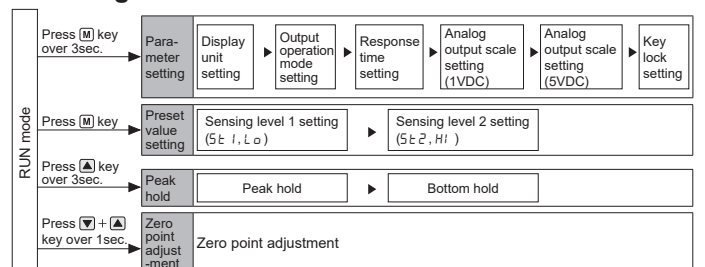 RUN mode
Press M key
over 3sec.
Para-
meter
setting
Display
unit
setting
Output
operation
mode
setting
Response
time
setting
Analog
output scale
setting
(1VDC)
Analog
output scale
setting
(5VDC)
Key
lock
setting
Press M key
Preset
value
setting
Sensing level 1 setting
(St1, Lo)
Sensing level 2 setting
(St2, HI)
Press ▲ key
over 3sec.
Peak
hold
Peak hold
Bottom hold
Press ▼+▲
key over 1sec.
Zero
point
adjust
-ment
Zero point adjustment